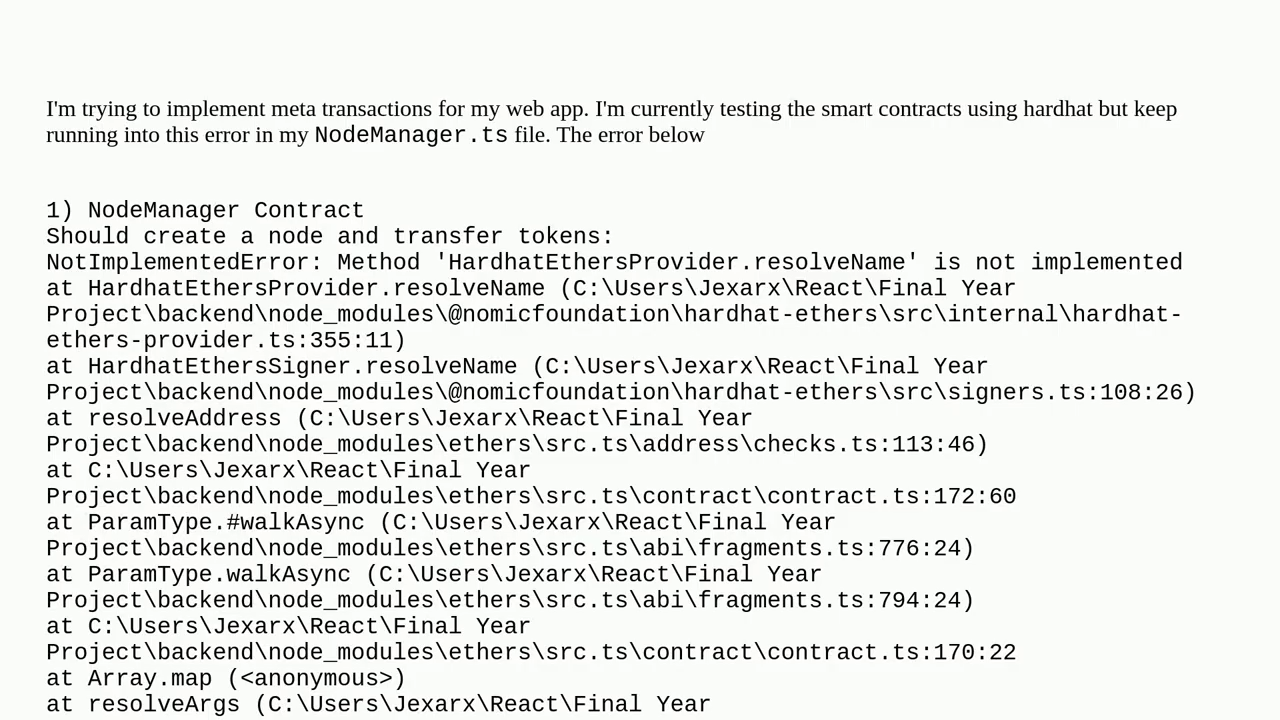 I'm trying to implement meta transactions for my web app. I'm currently testing the smart contracts using hardhat but keep
running into this error in my NodeManager.ts file. The error below
1) NodeManager Contract
Should create a node and transfer tokens:
NotImplementedError: Method 'HardhatEthersProvider.resolveName' is not implemented
at HardhatEthersProvider.resolveName (C:\Users\Jexarx\React\Final Year
Project\backend\node_modules\@nomicfoundation\hardhat-ethers\src\internal\hardhat-
ethers-provider.ts:355:11)
at HardhatEthersSigner.resolveName (C:\Users\Jexarx\React\Final Year
Project\backend\node_modules\@nomicfoundation\hardhat-ethers\src\signers.ts:108:26)
at resolveAddress (C:\Users\Jexarx\React\Final Year
Project\backend\node_modules\ethers\src.ts\address\checks.ts:113:46)
at C:\Users\Jexarx\React\Final Year
Project\backend\node_modules\ethers\src.ts\contract\contract.ts:172:60
at ParamType.#walkAsync (C:\Users\Jexarx\React\Final Year
Project\backend\node_modules\ethers\src.ts\abi\fragments.ts:776:24)
at ParamType.walkAsync (C:\Users\Jexarx\React\Final Year
Project\backend\node_modules\ethers\src.ts\abi\fragments.ts:794:24)
at C:\Users\Jexarx\React\Final Year
Project\backend\node_modules\ethers\src.ts\contract\contract.ts:170:22
at Array.map (<anonymous>)
at resolveArgs (C:\Users\Jexarx\React\Final Year